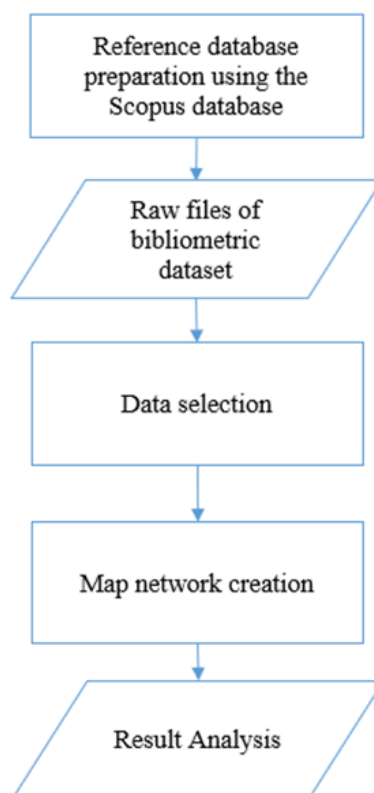 Reference database
preparation using the
Scopus database
Raw files of
bibliometric
dataset
Data selection
Map network creation
Result Analysis